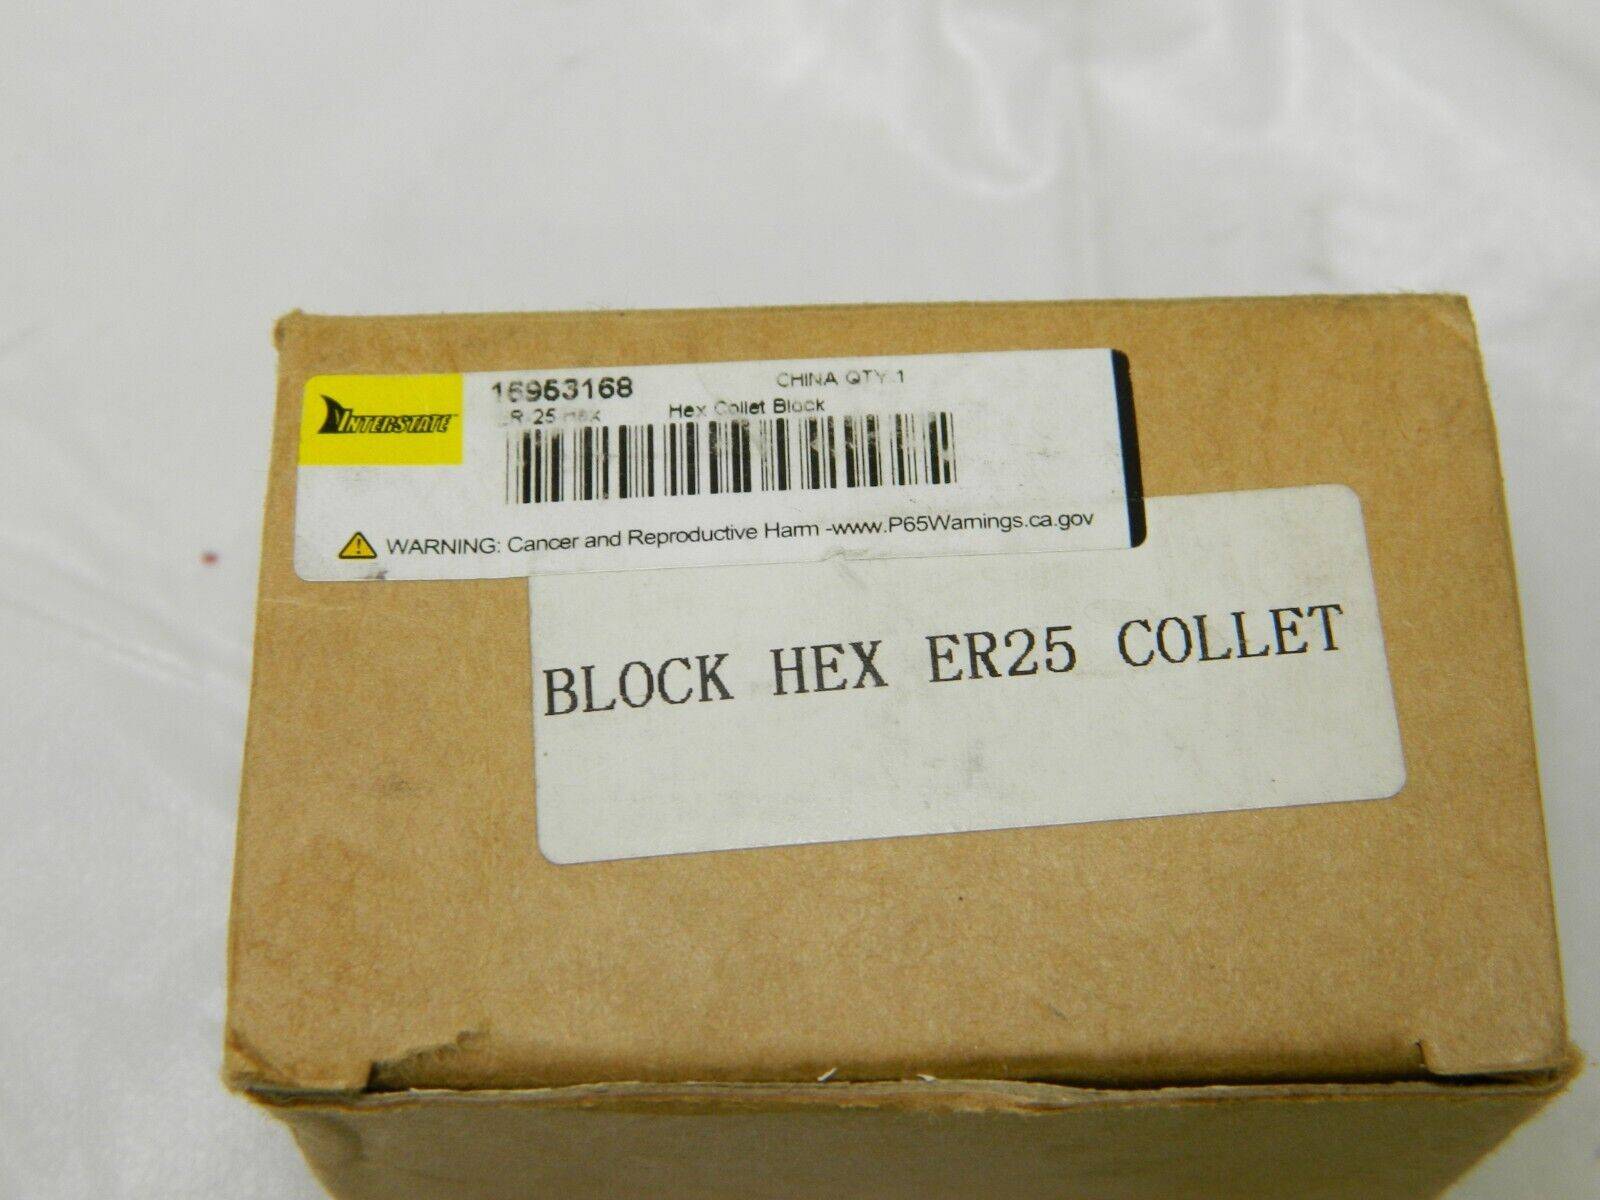 INTERSTATE
16953168
CHINA QTY 1
ER 25 Hex
Hex Collet Block
WARNING: Cancer and Reproductive Harm -www.P65Warnings.ca.gov
BLOCK HEX ER25 COLLET